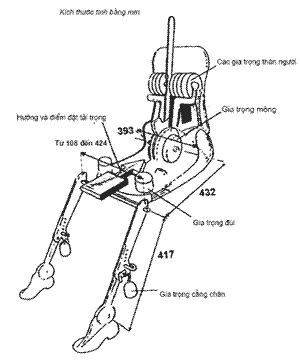 Kích thước tính bằng mm
Các gia trọng thân người
Gia trọng mông
Hướng và điểm đặt tải trọng
393
Từ 108 đến 424
432
Gia trọng đùi
417
Gia trọng cẳng chân